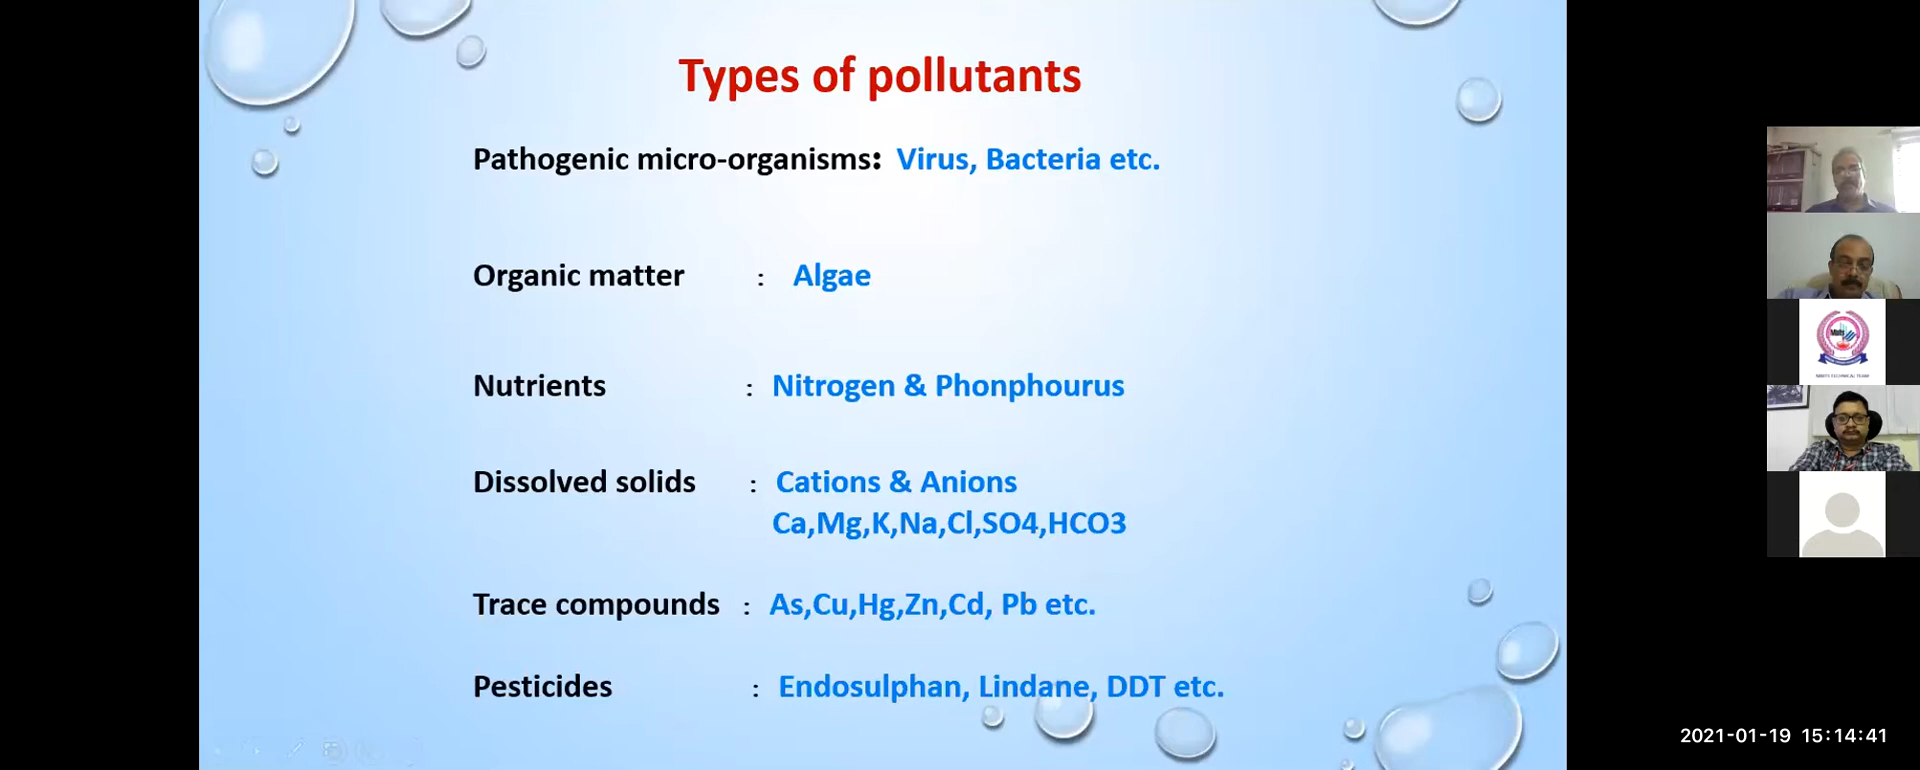 Types of pollutants
Pathogenic micro-organisms: Virus, Bacteria etc.
Organic matter : Algae
Nutrients : Nitrogen & Phonphourus
Dissolved solids : Cations & Anions
Ca,Mg,K,Na,Cl,SO4,HCO3
Trace compounds : As,Cu,Hg,Zn,Cd, Pb etc.
Pesticides : Endosulphan, Lindane, DDT etc.
2021-01-19 15:14:41